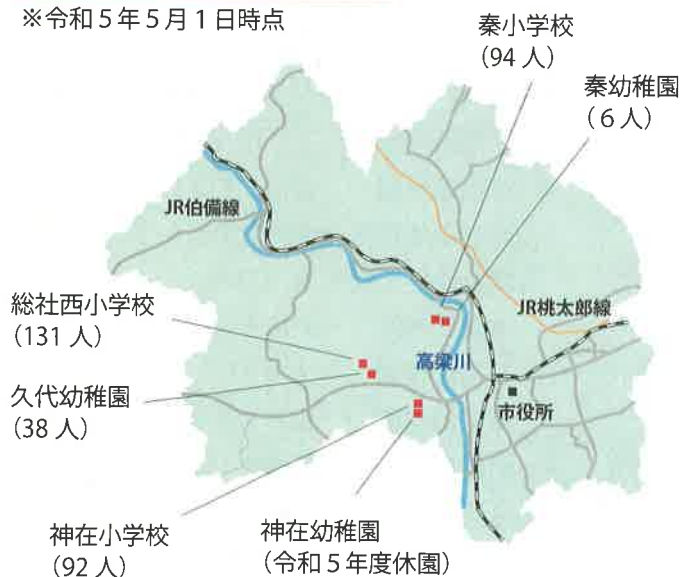 ※令和５年５月１日時点
秦小学校
（94 人）
秦幼稚園
（６人）
JR伯備線
JR桃太郎線
総社西小学校
（131 人）
高梁川
久代幼稚園
（38 人）
市役所
神在小学校
（92 人）
神在幼稚園
（令和５年度休園）